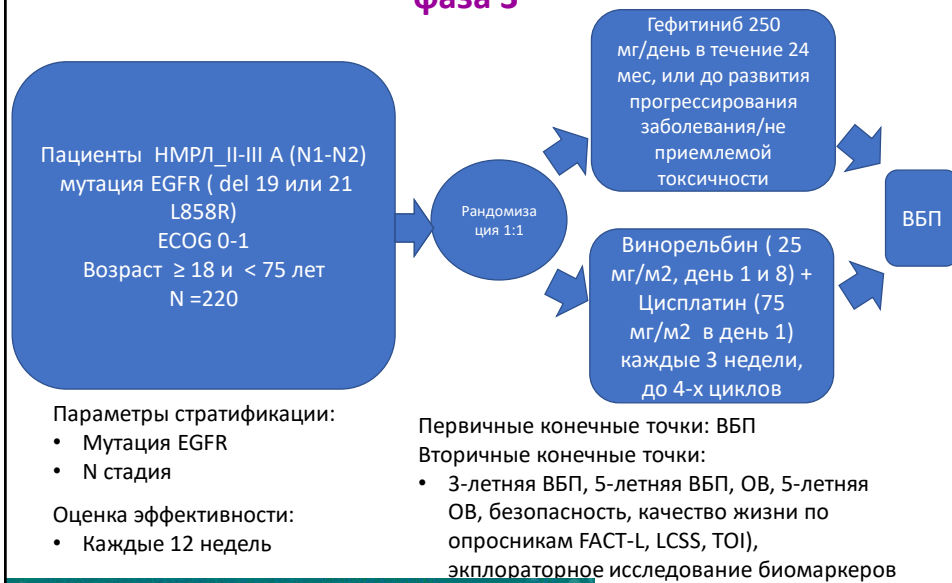 фаза 3
Пациенты НМРЛ_II-III А (N1-N2)
мутация EGFR ( del 19 или 21
L858R)
ECOG 0-1
Возраст ≥ 18 и < 75 лет
N =220
Рандомиза
ция 1:1
Гефитиниб 250
мг/день в течение 24
мес, или до развития
прогрессирования
заболевания/не
приемлемой
токсичности
Винорельбин ( 25
мг/м2, день 1 и 8) +
Цисплатин (75
мг/м2 в день 1)
каждые 3 недели,
до 4-х циклов
ВБП
Параметры стратификации:
• Мутация EGFR
• N стадия
Оценка эффективности:
• Каждые 12 недель
Первичные конечные точки: ВБП
Вторичные конечные точки:
• 3-летняя ВБП, 5-летняя ВБП, ОВ, 5-летняя
ОВ, безопасность, качество жизни по
опросникам FACT-L, LCSS, TOI),
экплораторное исследование биомаркеров